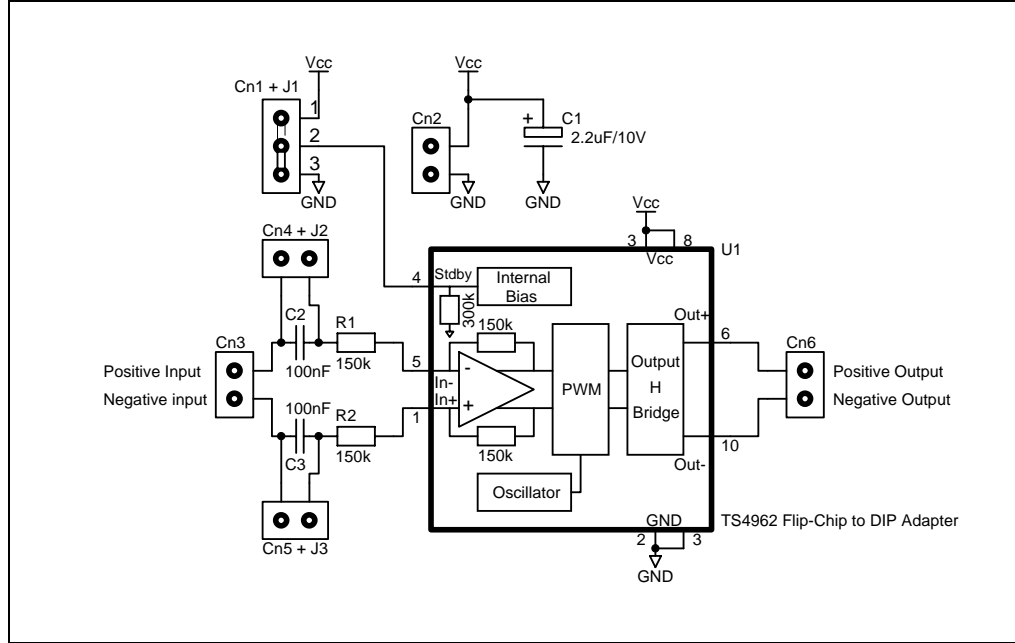 Vcc
Vcc
Cn1 + J1
1
2
3
GND
Cn2
+
C1
2.2uF/10V
GND
GND
Vcc
3
8
Vcc
U1
Cn4 + J2
4
Stdby
Internal
Bias
300k
C2
100nF
R1
150k
150k
Out+
6
Cn3
Cn6
Positive Input
Negative input
5
In-
In+
-
+
1
PWM
Output
H
Bridge
Positive Output
Negative Output
100nF
C3
R2
150k
150k
10
Out-
Oscillator
Cn5 + J3
GND
TS4962 Flip-Chip to DIP Adapter
2
3
GND